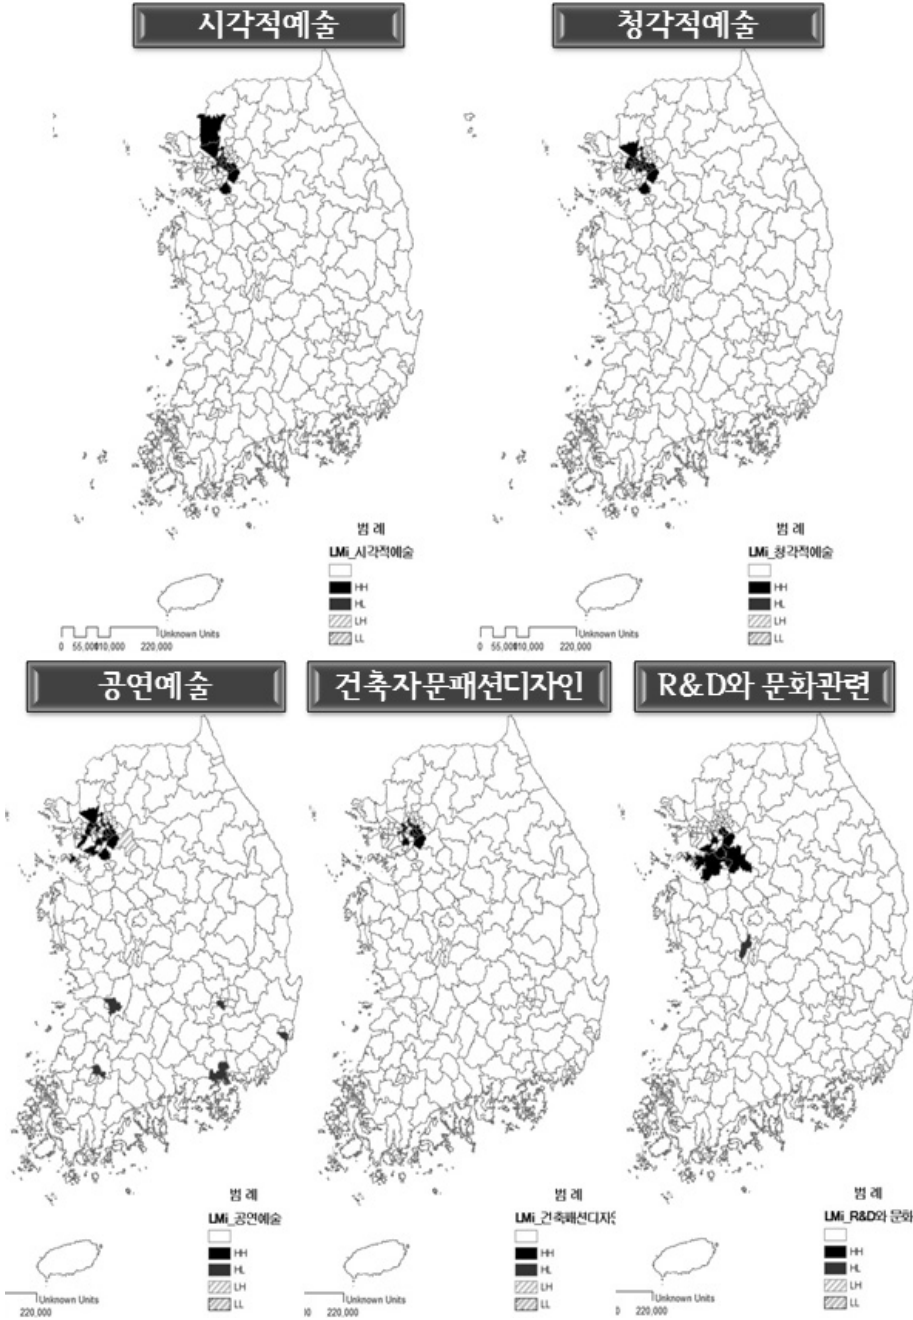 시각적예술
청각적예술
범 례
LMi_시각적예술
HH
HL
LH
LL
Unknown Units
0 55,000110,000 220,000
범 례
LMi_청각적예술
HH
HL
LH
LL
Unknown Units
0 55,000110,000 220,000
공연예술
건축자문패션디자인
R&D와 문화관련
범 례
LMi_공연예술
HH
HL
LH
LL
Unknown Units
220,000
범 례
LMi_건축패션디자인
HH
HL
LH
LL
Unknown Units
00 220,000
범 례
LMi_R&D와 문화
HH
HL
LH
LL
Unknown Units
0 220,000